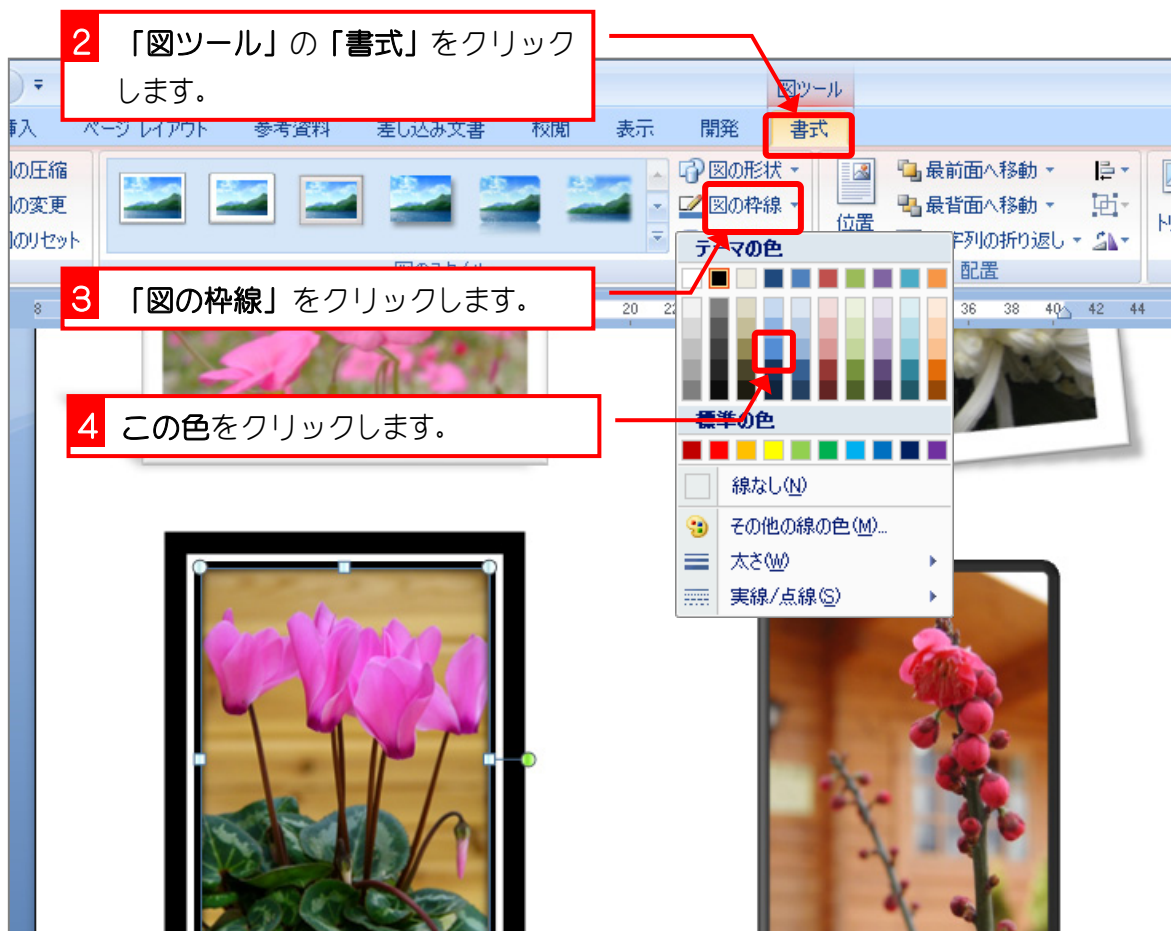 2 「図ツール」の「書式」をクリック
します。
図ツール
挿入 ページ レイアウト 参考資料 差し込み文書 校閲 表示 開発 書式
の圧縮
の変更
のリセット
図の形状
図の枠線
位置
最前面へ移動
最背面へ移動
字列の折り返し
配置
3 「図の枠線」をクリックします。
8 20 36 38 40 42 44
テーマの色
4 この色をクリックします。
標準の色
線なし(N)
その他の線の色(M)...
太さ(W)
実線/点線(S)